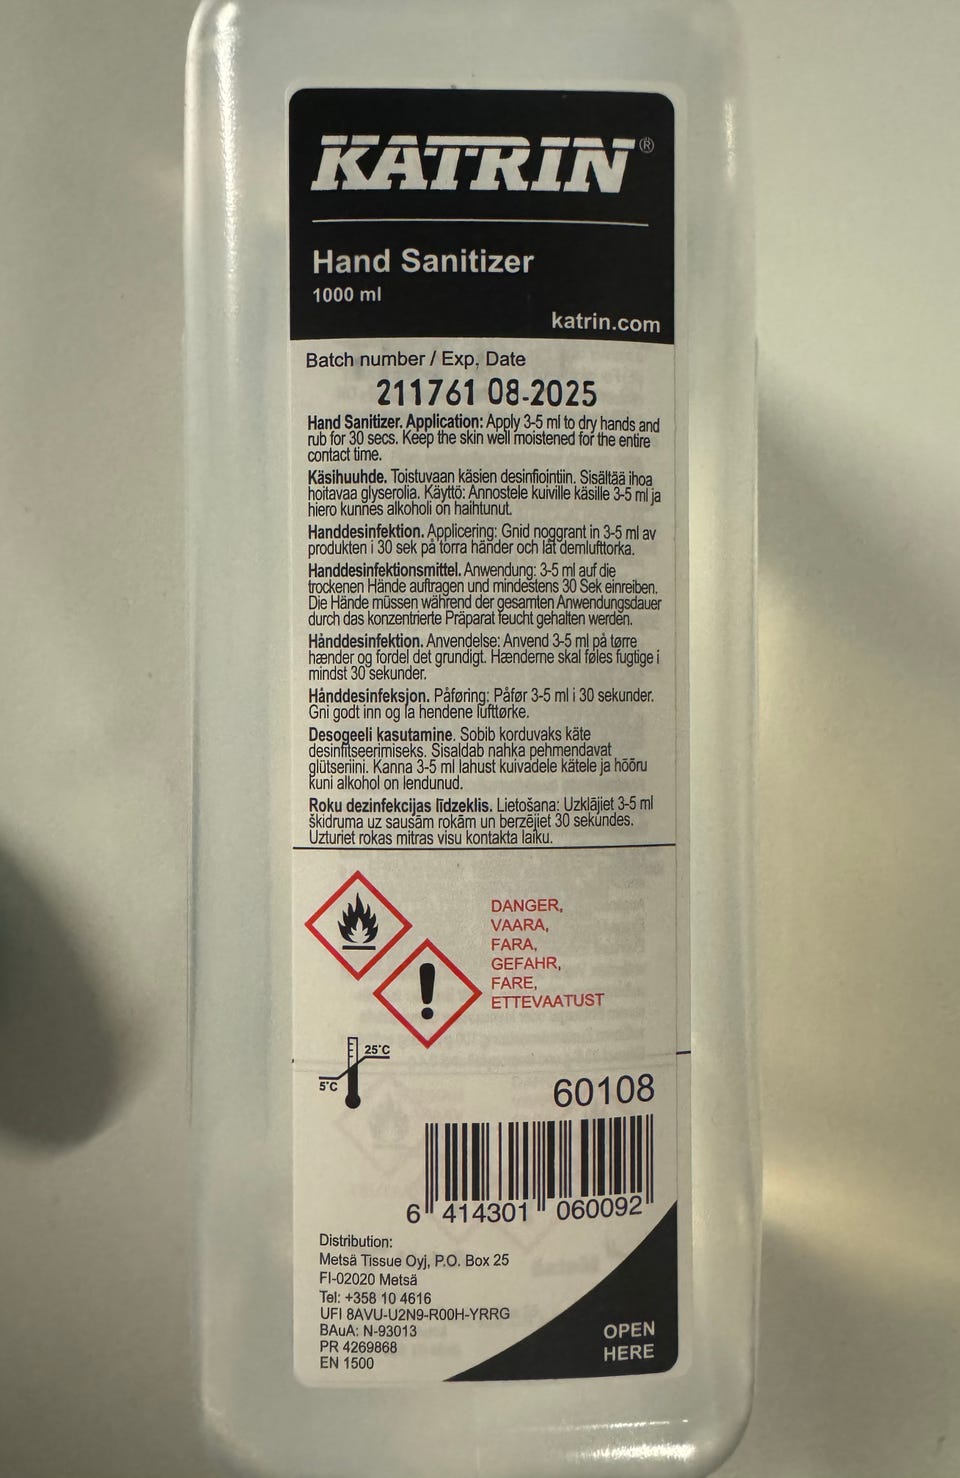 KATRIN®
Hand Sanitizer
1000 ml
katrin.com
Batch number / Exp. Date
211761 08-2025
Hand Sanitizer. Application: Apply 3-5 ml to dry hands and
rub for 30 secs. Keep the skin well moistened for the entire
contact time.
Käsihuuhde. Toistuvaan käsien desinfiointiin. Sisältää ihoa
hoitavaa glyserolia. Käyttö: Annostele kuiville käsille 3-5 ml ja
hiero kunnes alkoholi on haihtunut.
Handdesinfektion. Applicering: Gnid noggrant in 3-5 ml av
produkten i 30 sek på torra händer och låt demlufttorka.
Handdesinfektionsmittel. Anwendung: 3-5 ml auf die
trockenen Hände auftragen und mindestens 30 Sek einreiben.
Die Hände müssen während der gesamten Anwendungsdauer
durch das konzentrierte Präparat feucht gehalten werden.
Hånddesinfektion. Anvendelse: Anvend 3-5 ml på tørre
hænder og fordel det grundigt. Hænderne skal føles fugtige i
mindst 30 sekunder.
Hånddesinfeksjon. Påføring: Påfør 3-5 ml i 30 sekunder.
Gni godt inn og la hendene lufttørke.
Desogeeli kasutamine. Sobib korduvaks käte
desinfitseerimiseks. Sisaldab nahka pehmendavat
glütseriini. Kanna 3-5 ml lahust kuivadele kätele ja hõõru
kuni alkohol on lendunud.
Roku dezinfekcijas līdzeklis. Lietošana: Uzklājiet 3-5 ml
škidruma uz sausām rokām un berzējiet 30 sekundes.
Uzturiet rokas mitras visu kontakta laiku.
DANGER,
VAARA,
FARA,
GEFAHR,
FARE,
ETTEVAATUST
25°C
5°C
60108
6 414301 060092
Distribution:
Metsä Tissue Oyj, P.O. Box 25
FI-02020 Metsä
Tel: +358 10 4616
UFI 8AVU-U2N9-R00H-YRRG
BAuA: N-93013
PR 4269868
EN 1500
OPEN
HERE